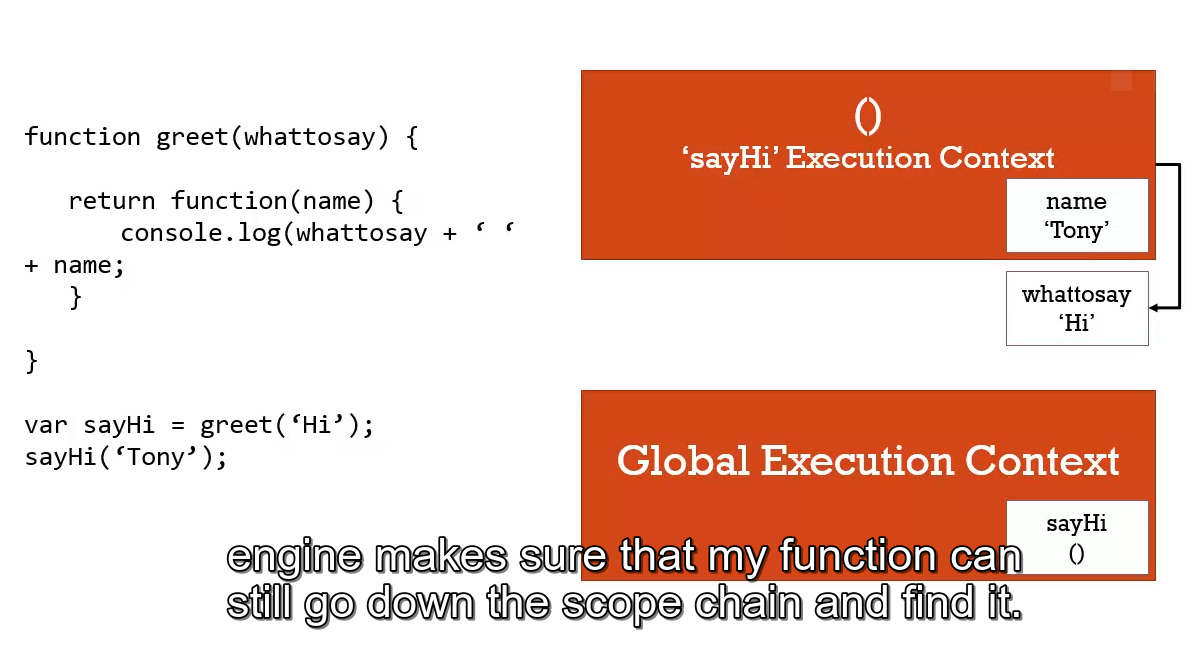 function greet(whattosay) {
return function(name) {
console.log(whattosay + ‘ ‘
+ name;
}
}
var sayHi = greet(‘Hi’);
sayHi(‘Tony’);
()
‘sayHi’ Execution Context
name
‘Tony’
whattosay
‘Hi’
Global Execution Context
sayHi
()
engine makes sure that my function can
still go down the scope chain and find it.